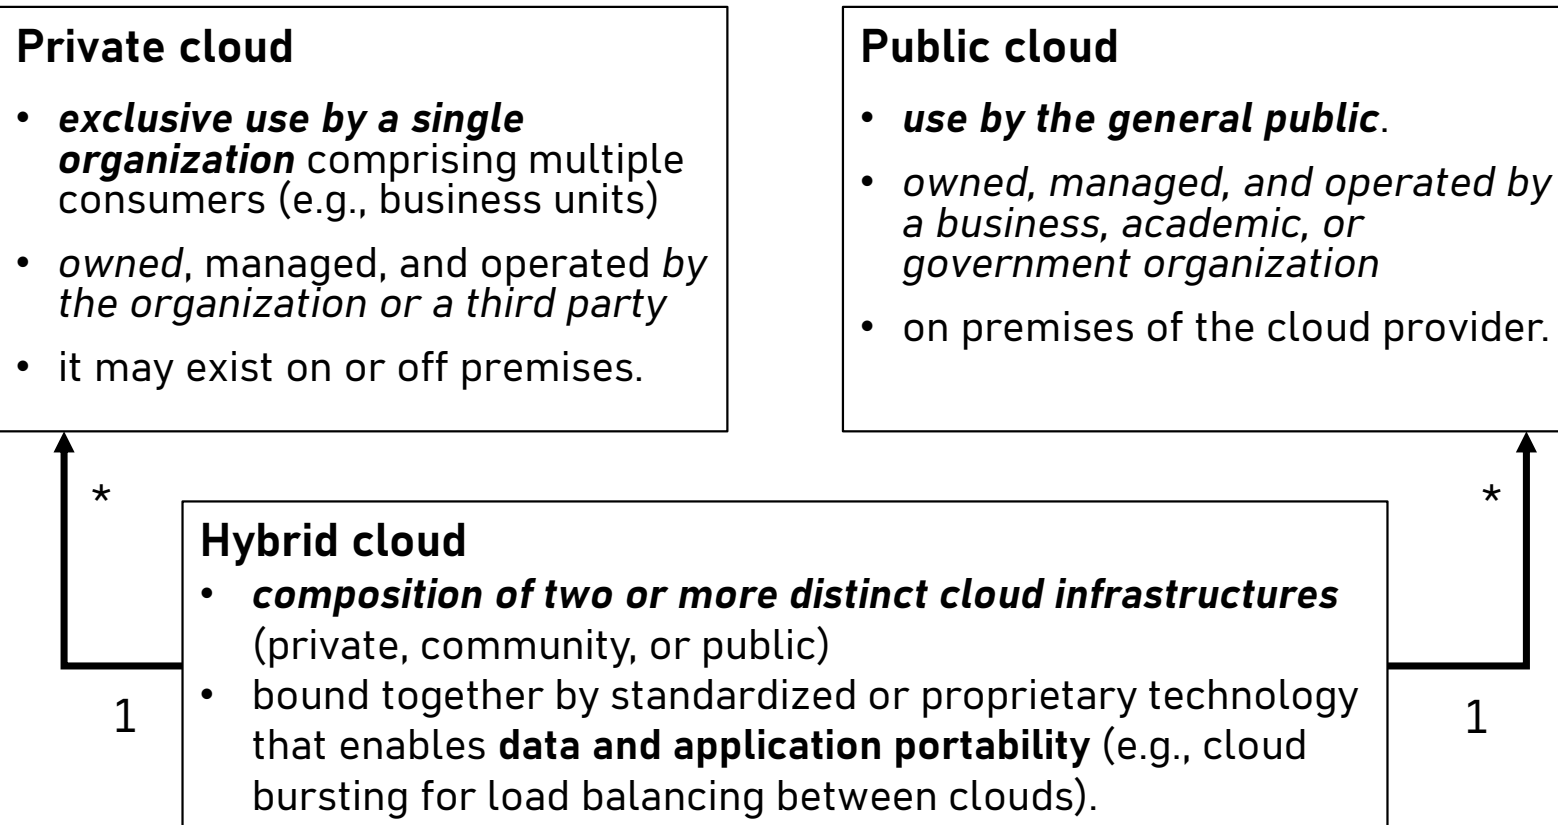 Private cloud
• exclusive use by a single
organization comprising multiple
consumers (e.g., business units)
• owned, managed, and operated by
the organization or a third party
• it may exist on or off premises.
Public cloud
• use by the general public.
• owned, managed, and operated by
a business, academic, or
government organization
• on premises of the cloud provider.
*
*
Hybrid cloud
• composition of two or more distinct cloud infrastructures
(private, community, or public)
• bound together by standardized or proprietary technology
that enables data and application portability (e.g., cloud
bursting for load balancing between clouds).
1
1